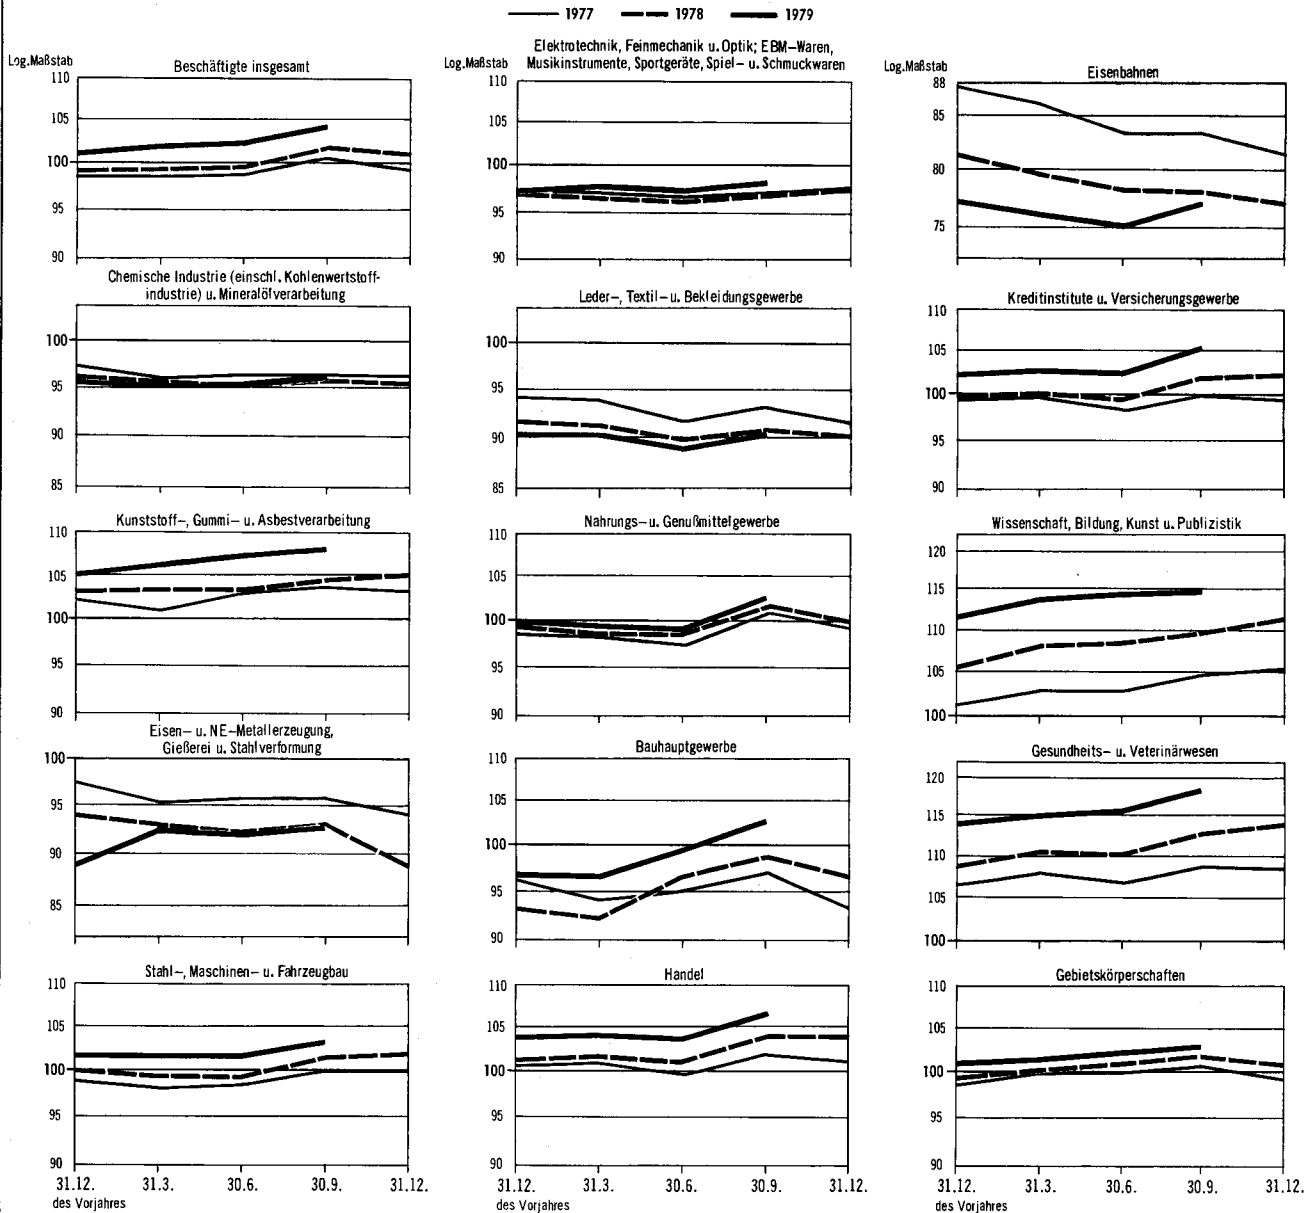 1977 1978 1979
Log.Maßstab
Beschäftigte insgesamt
110
105
100
95
90
Log.Maßstab
Elektrotechnik, Feinmechanik u. Optik; EBM-Waren,
Musikinstrumente, Sportgeräte, Spiel- u. Schmuckwaren
110
105
100
95
90
Log.Maßstab
Eisenbahnen
88
85
80
75
Chemische Industrie (einschl. Kohlenwertstoff-
industrie) u. Mineralölverarbeitung
100
95
90
85
Leder-, Textil- u. Bekleidungsgewerbe
100
95
90
85
Kreditinstitute u. Versicherungsgewerbe
110
105
100
95
90
Kunststoff-, Gummi- u. Asbestverarbeitung
110
105
100
95
90
Nahrungs- u. Genußmittelgewerbe
110
105
100
95
90
Wissenschaft, Bildung, Kunst u. Publizistik
120
115
110
105
100
Eisen- u. NE-Metallerzeugung,
Gießerei u. Stahlverformung
100
95
90
85
Bauhauptgewerbe
110
105
100
95
90
Gesundheits- u. Veterinärwesen
120
115
110
105
100
Stahl-, Maschinen- u. Fahrzeugbau
110
105
100
95
90
31.12. 31.3. 30.6. 30.9. 31.12.
des Vorjahres
Handel
110
105
100
95
90
31.12. 31.3. 30.6. 30.9. 31.12.
des Vorjahres
Gebietskörperschaften
110
105
100
95
90
31.12. 31.3. 30.6. 30.9. 31.12.
des Vorjahres